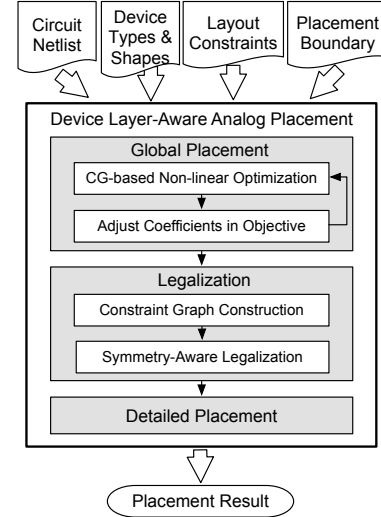 Circuit
Netlist
Device
Types &
Shapes
Layout
Constraints
Placement
Boundary
Device Layer-Aware Analog Placement
Global Placement
CG-based Non-linear Optimization
Adjust Coefficients in Objective
Legalization
Constraint Graph Construction
Symmetry-Aware Legalization
Detailed Placement
Placement Result